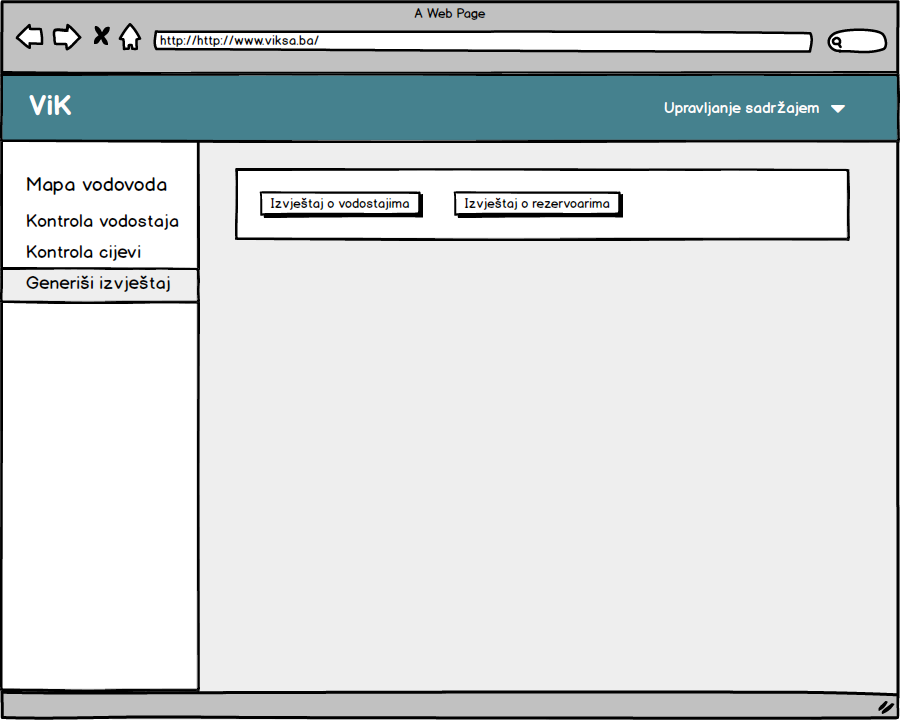 A Web Page
http://http://www.viksa.ba/
ViK
Upravljanje sadržajem
Mapa vodovoda
Kontrola vodostaja
Kontrola cijevi
Generiši izvještaj
Izvještaj o vodostajima
Izvještaj o rezervoarima